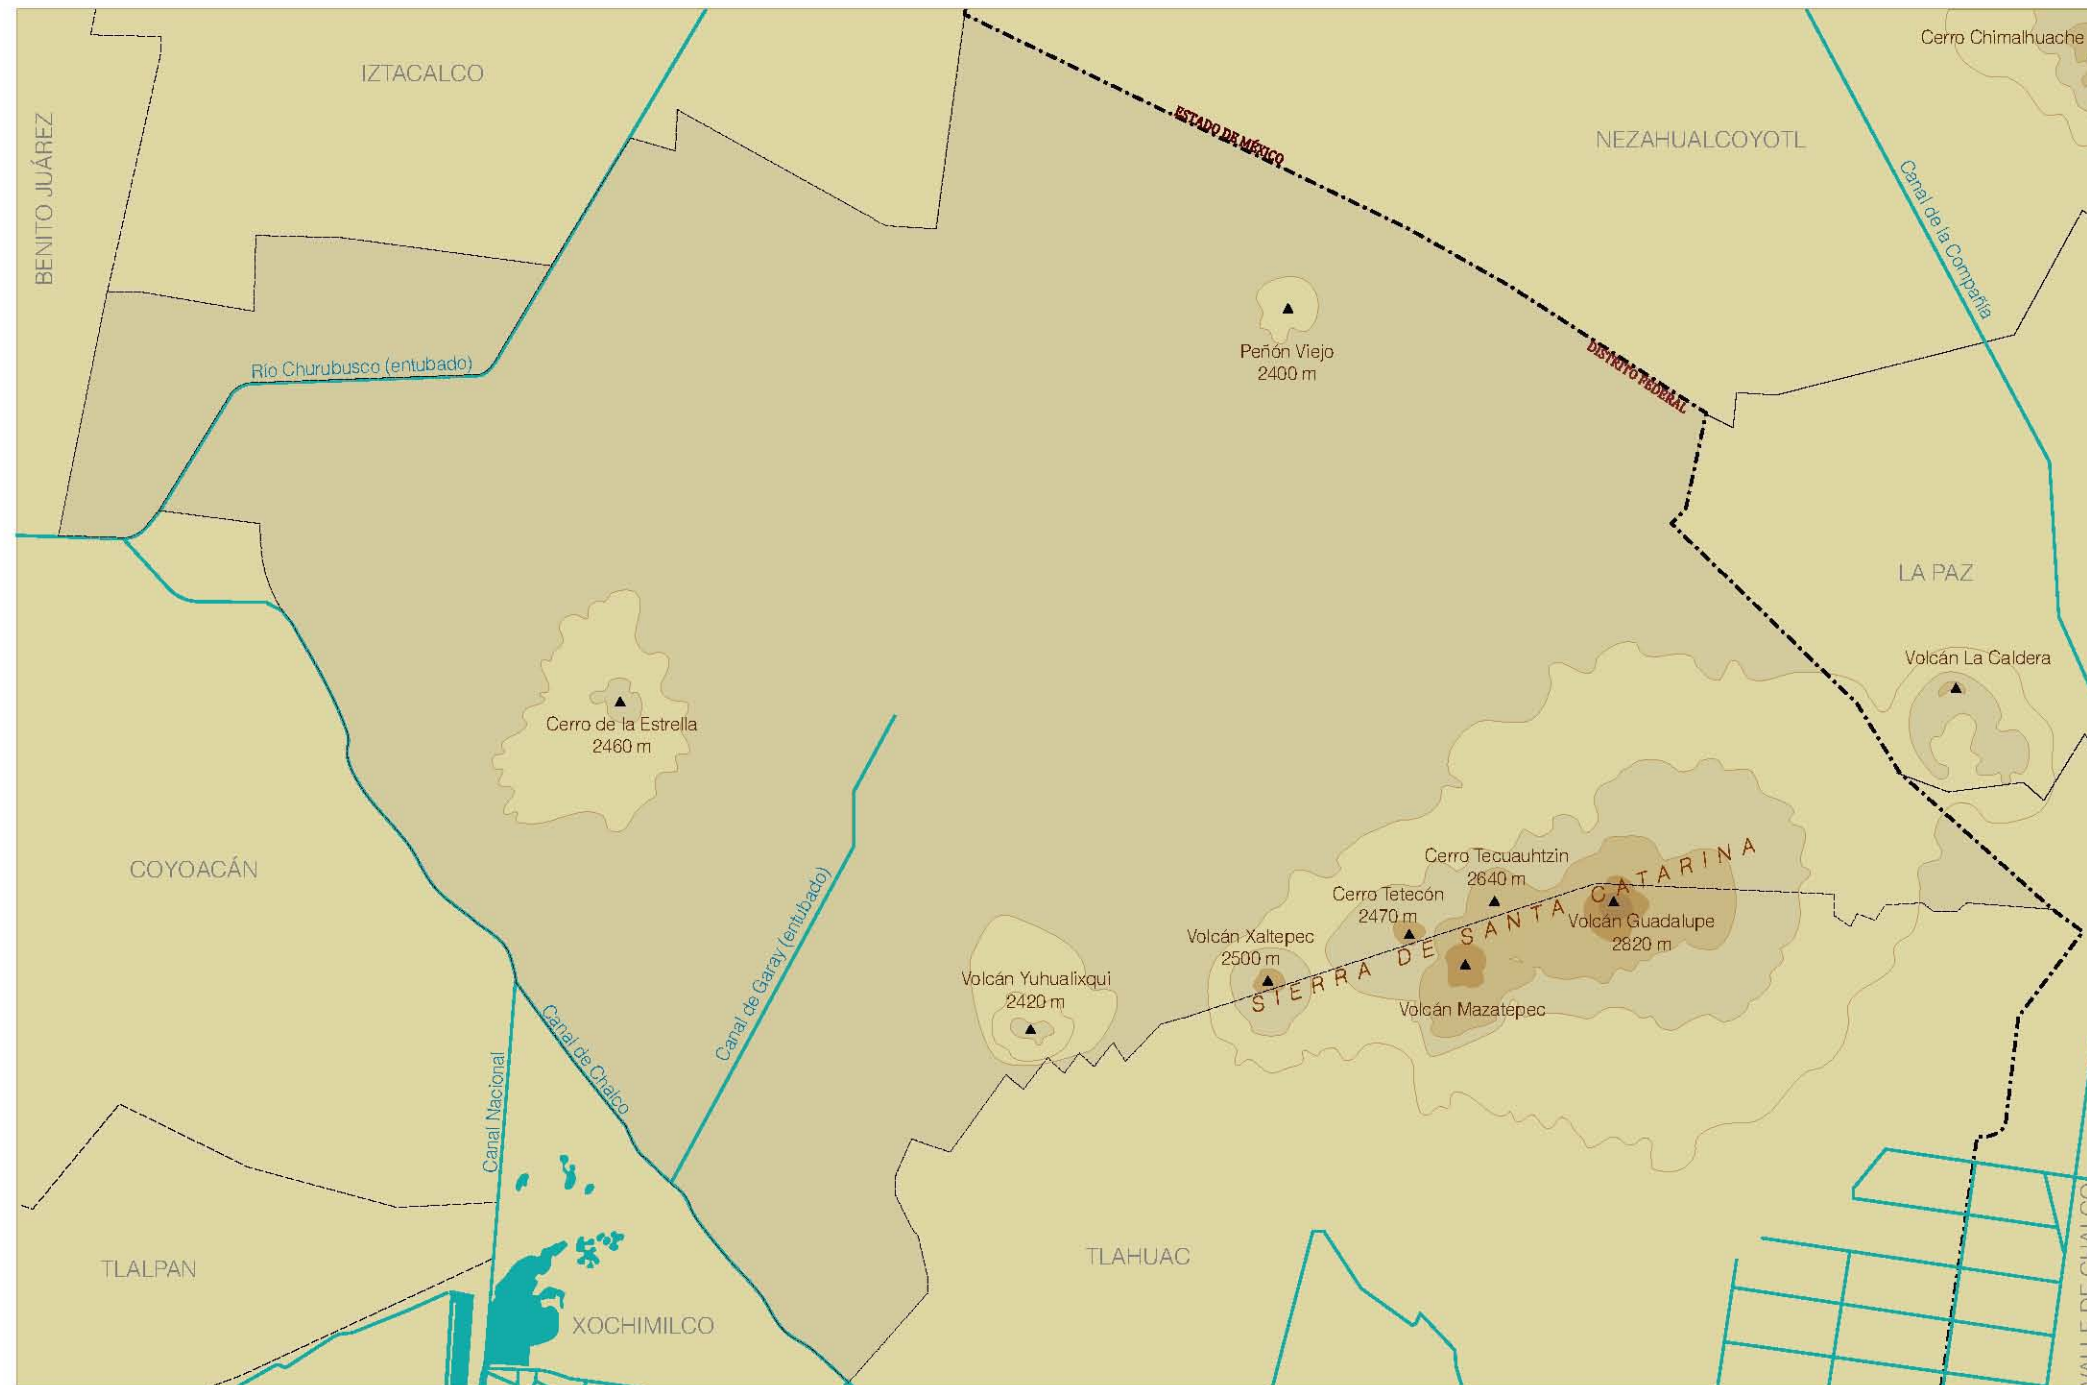 Cerro Chimalhuache
IZTACALCO
BENITO JUÁREZ
ESTADO DE MÉXICO
NEZAHUALCOYOTL
Canal de la Compañía
Peñón Viejo
2400 m
DISTRITO FEDERAL
Río Churubusco (entubado)
LA PAZ
Volcán La Caldera
Cerro de la Estrella
2460 m
COYOACÁN
Cerro Tecuauhtzin
2640 m
Cerro Tetecón
2470 m
SIERRA DE SANTA CATARINA
Volcán Guadalupe
2820 m
Volcán Xaltepec
2500 m
Volcán Mazatepec
Volcán Yuhualixqui
2420 m
Canal de Garay (entubado)
Canal de Chalco
Canal Nacional
TLALPAN
XOCHIMILCO
TLAHUAC
VALLE DE CHALCO